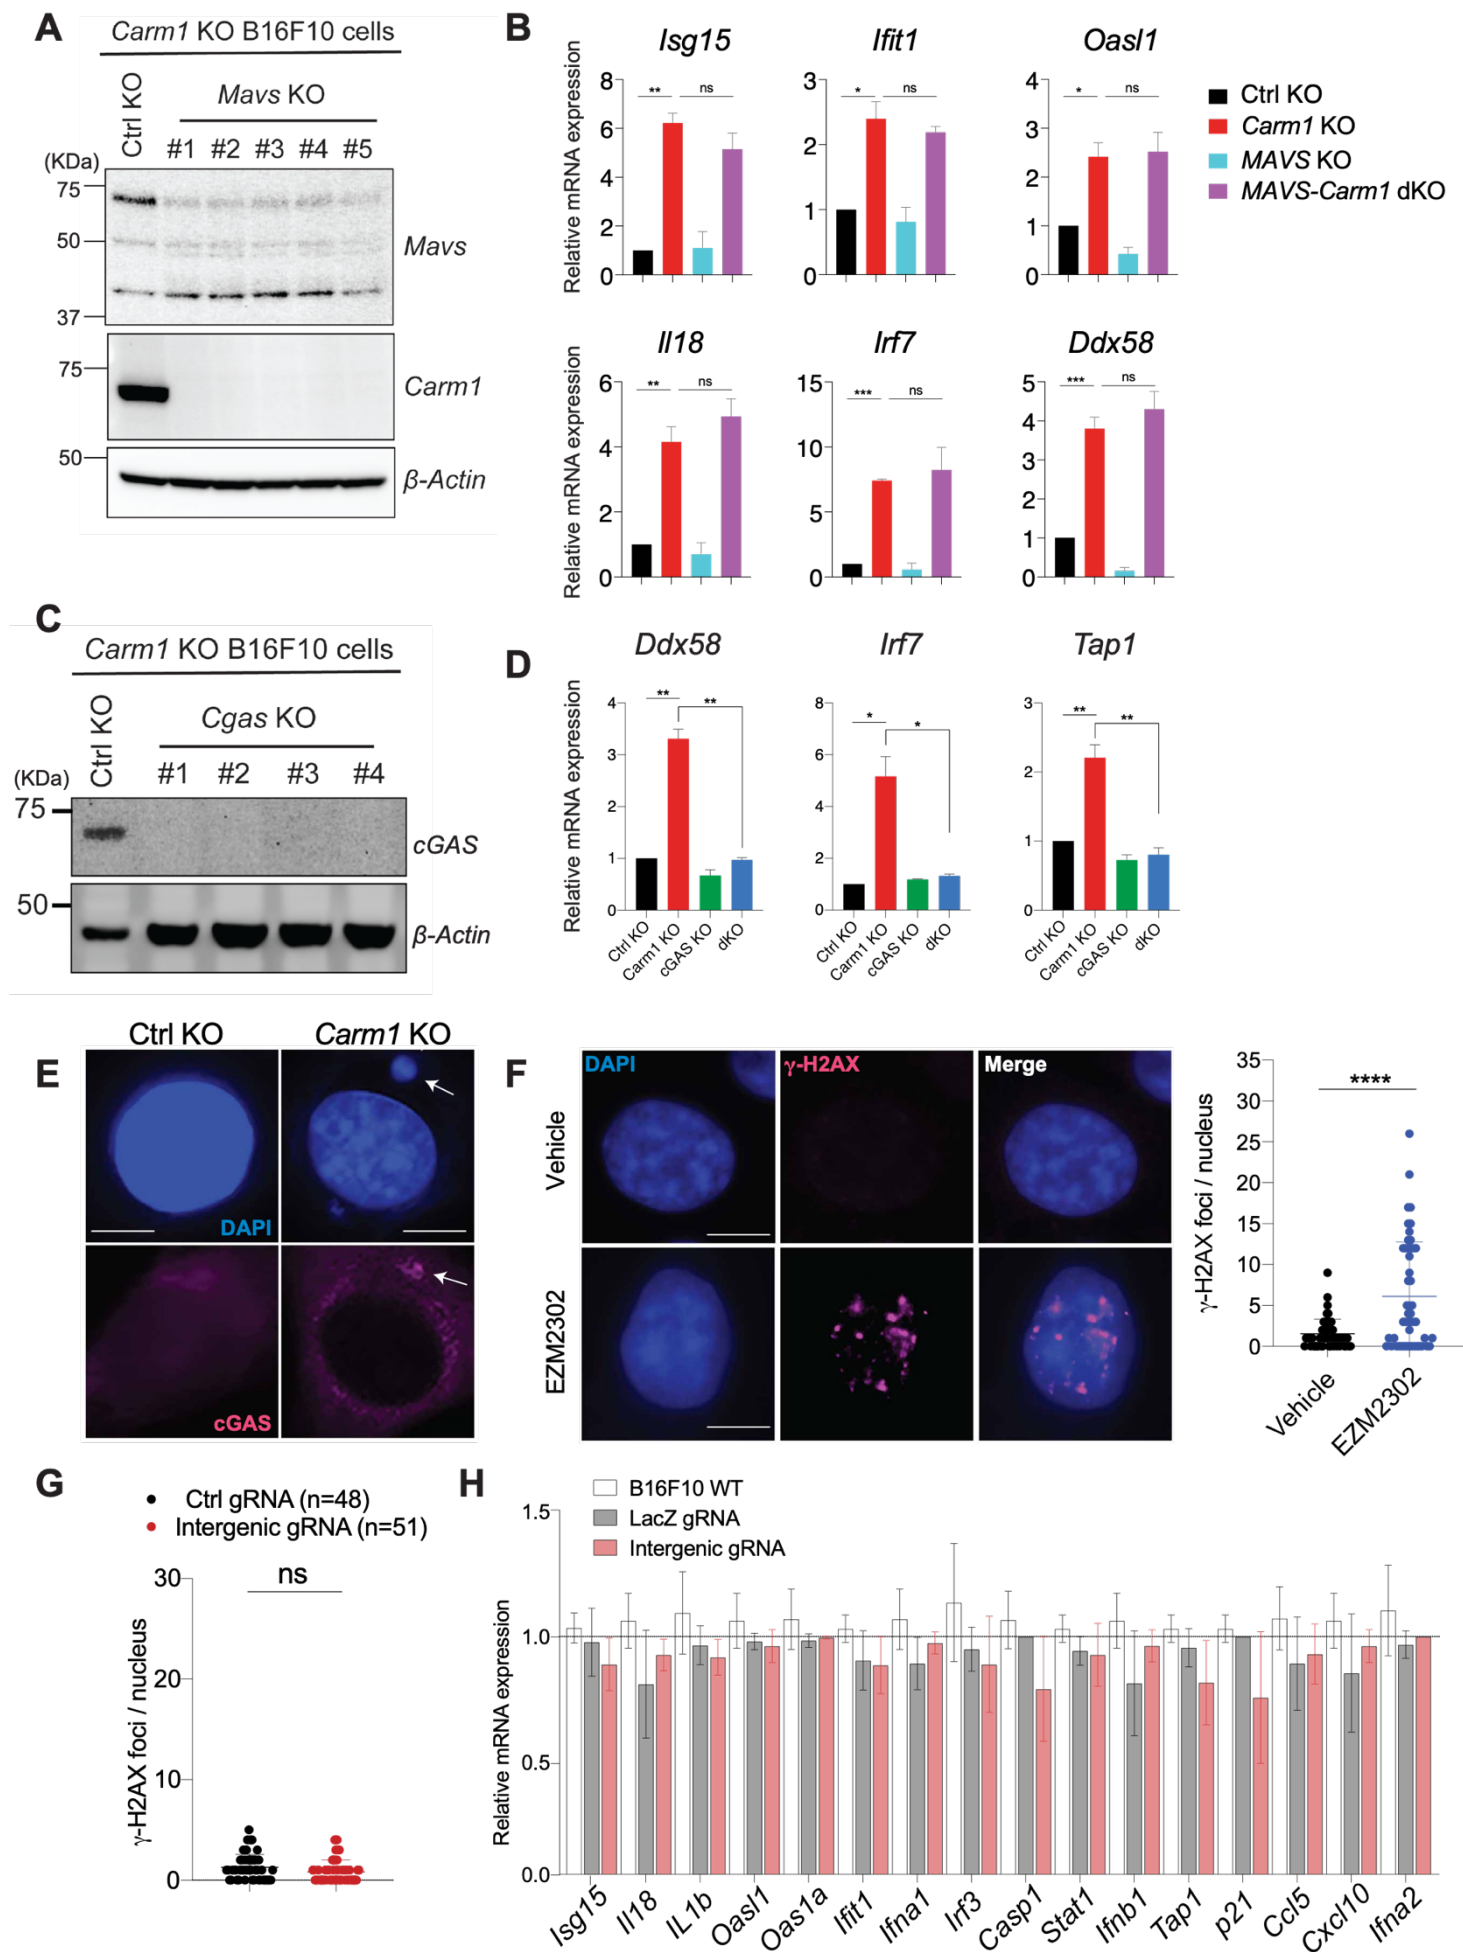 A
Carm1 KO B16F10 cells
Ctrl KO
Mavs KO
#1 #2 #3 #4 #5
(KDa)
75
50
37
Mavs
75
Carm1
50
β-Actin
B
Isg15
Ifit1
Oasl1
Relative mRNA expression
8
6
4
2
0
** ns
3
2
1
0
* ns
4
3
2
1
0
* ns
Ctrl KO
Carm1 KO
MAVS KO
MAVS-Carm1 dKO
Il18
Irf7
Ddx58
Relative mRNA expression
6
4
2
0
** ns
15
10
5
0
*** ns
5
4
3
2
1
0
*** ns
C
Carm1 KO B16F10 cells
Ctrl KO
Cgas KO
#1 #2 #3 #4
(KDa)
75
cGAS
50
β-Actin
D
Ddx58
Irf7
Tap1
Relative mRNA expression
4
3
2
1
0
** **
Ctrl KO
Carm1 KO
cGAS KO
dKO
8
6
4
2
0
* *
Ctrl KO
Carm1 KO
cGAS KO
dKO
3
2
1
0
** **
Ctrl KO
Carm1 KO
cGAS KO
dKO
E
Ctrl KO
Carm1 KO
DAPI
cGAS
F
DAPI
γ-H2AX
Merge
Vehicle
EZM2302
γ-H2AX foci / nucleus
35
30
25
20
15
10
5
0
****
Vehicle
EZM2302
G
Ctrl gRNA (n=48)
Intergenic gRNA (n=51)
γ-H2AX foci / nucleus
30
20
10
0
ns
H
B16F10 WT
LacZ gRNA
Intergenic gRNA
Relative mRNA expression
1.5
1.0
0.5
0.0
Isg15
Il18
IL1b
Oasl1
Oas1a
Ifit1
Ifna1
Irf3
Casp1
Stat1
Ifnb1
Tap1
p21
Ccl5
Cxcl10
Ifna2